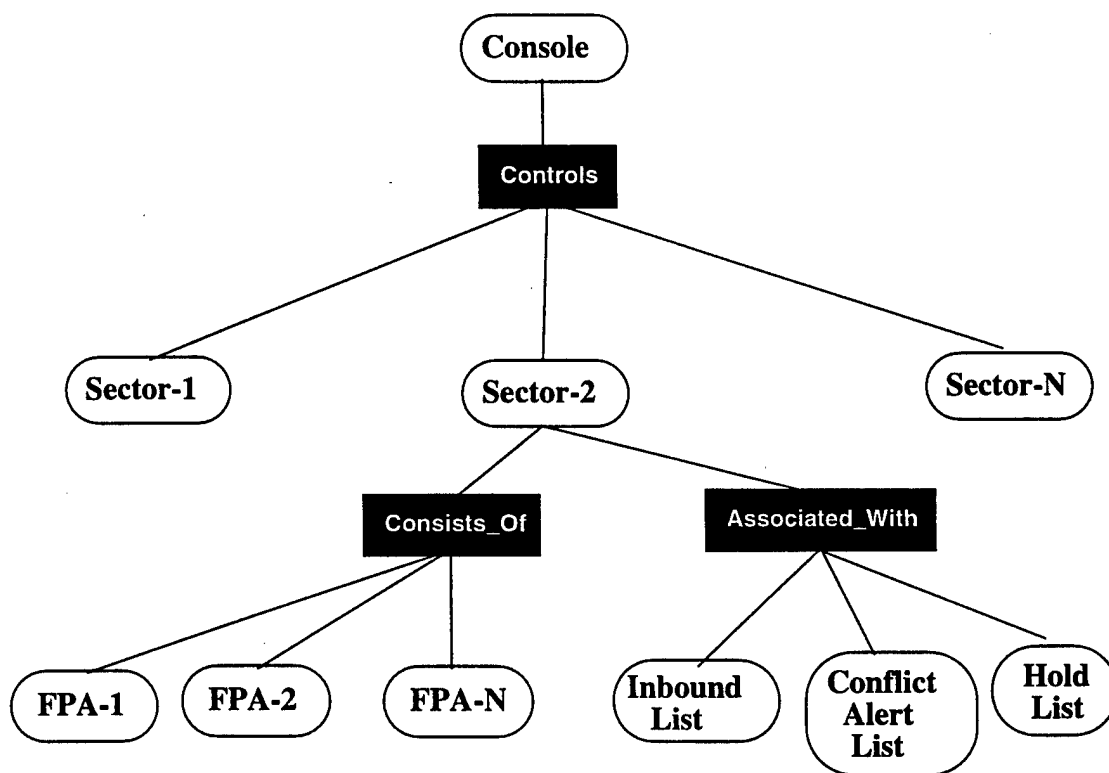 Console
Controls
Sector-1
Sector-2
Sector-N
Consists_Of
Associated_With
FPA-1
FPA-2
FPA-N
Inbound
List
Conflict
Alert
List
Hold
List